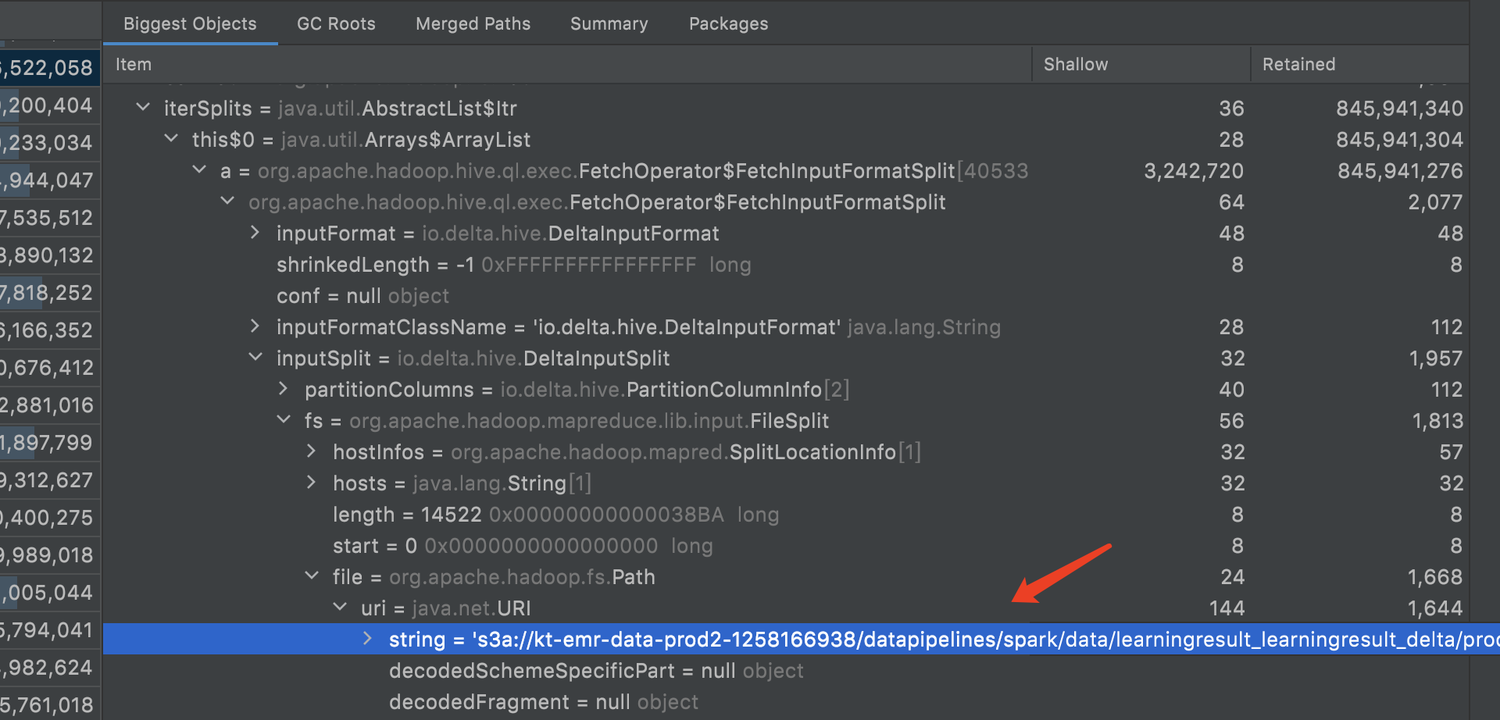 Biggest Objects GC Roots Merged Paths Summary Packages
Item Shallow Retained
,522,058
,200,404 iterSplits = java.util.AbstractList$Itr 36 845,941,340
,233,034 this$0 = java.util.Arrays$ArrayList 28 845,941,304
,944,047 a = org.apache.hadoop.hive.ql.exec.FetchOperator$FetchInputFormatSplit[40533 3,242,720 845,941,276
7,535,512 org.apache.hadoop.hive.ql.exec.FetchOperator$FetchInputFormatSplit 64 2,077
,890,132 inputFormat = io.delta.hive.DeltaInputFormat 48 48
7,818,252 shrinkedLength = -1 0xFFFFFFFFFFFFFFFF long 8 8
,166,352 conf = null object
,676,412 inputFormatClassName = 'io.delta.hive.DeltaInputFormat' java.lang.String 28 112
2,881,016 inputSplit = io.delta.hive.DeltaInputSplit 32 1,957
1,897,799 partitionColumns = io.delta.hive.PartitionColumnInfo[2] 40 112
9,312,627 fs = org.apache.hadoop.mapreduce.lib.input.FileSplit 56 1,813
,400,275 hostInfos = org.apache.hadoop.mapred.SplitLocationInfo[1] 32 57
9,989,018 hosts = java.lang.String[1] 32 32
,005,044 length = 14522 0x00000000000038BA long 8 8
5,794,041 start = 0 0x0000000000000000 long 8 8
,982,624 file = org.apache.hadoop.fs.Path 24 1,668
5,761,018 uri = java.net.URI 144 1,644
string = 's3a://kt-emr-data-prod2-1258166938/datapipelines/spark/data/learningresult_learningresult_delta/pro
decodedSchemeSpecificPart = null object
decodedFragment = null object